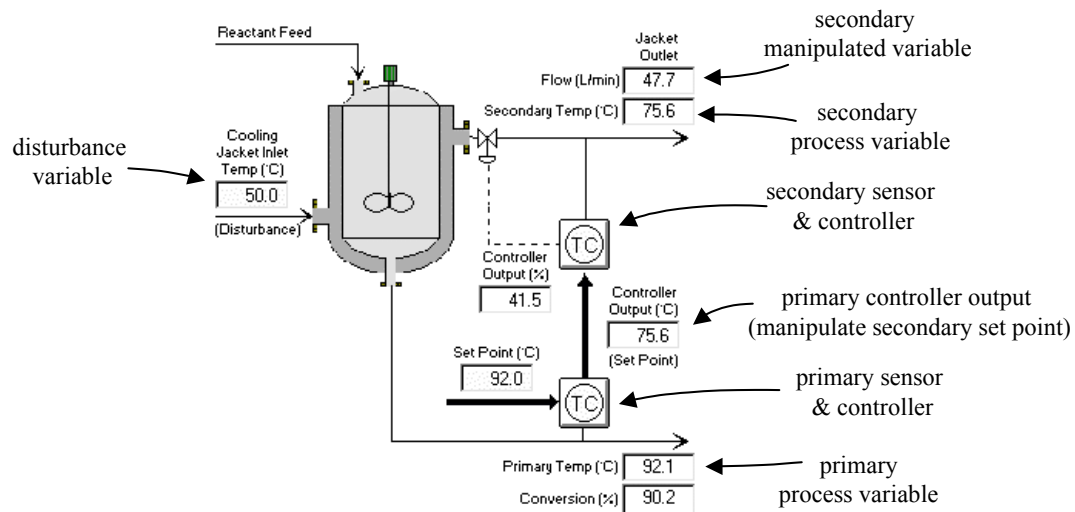 secondary
manipulated variable
Reactant Feed
Jacket
Outlet
Flow (L/min) 47.7
Secondary Temp (°C) 75.6
secondary
process variable
disturbance
variable
Cooling
Jacket Inlet
Temp (°C)
50.0
(Disturbance)
secondary sensor
& controller
TC
Controller
Output (%)
41.5
Controller
Output (°C)
75.6
(Set Point)
primary controller output
(manipulate secondary set point)
Set Point (°C)
92.0
TC
primary sensor
& controller
Primary Temp (°C) 92.1
Conversion (%) 90.2
primary
process variable